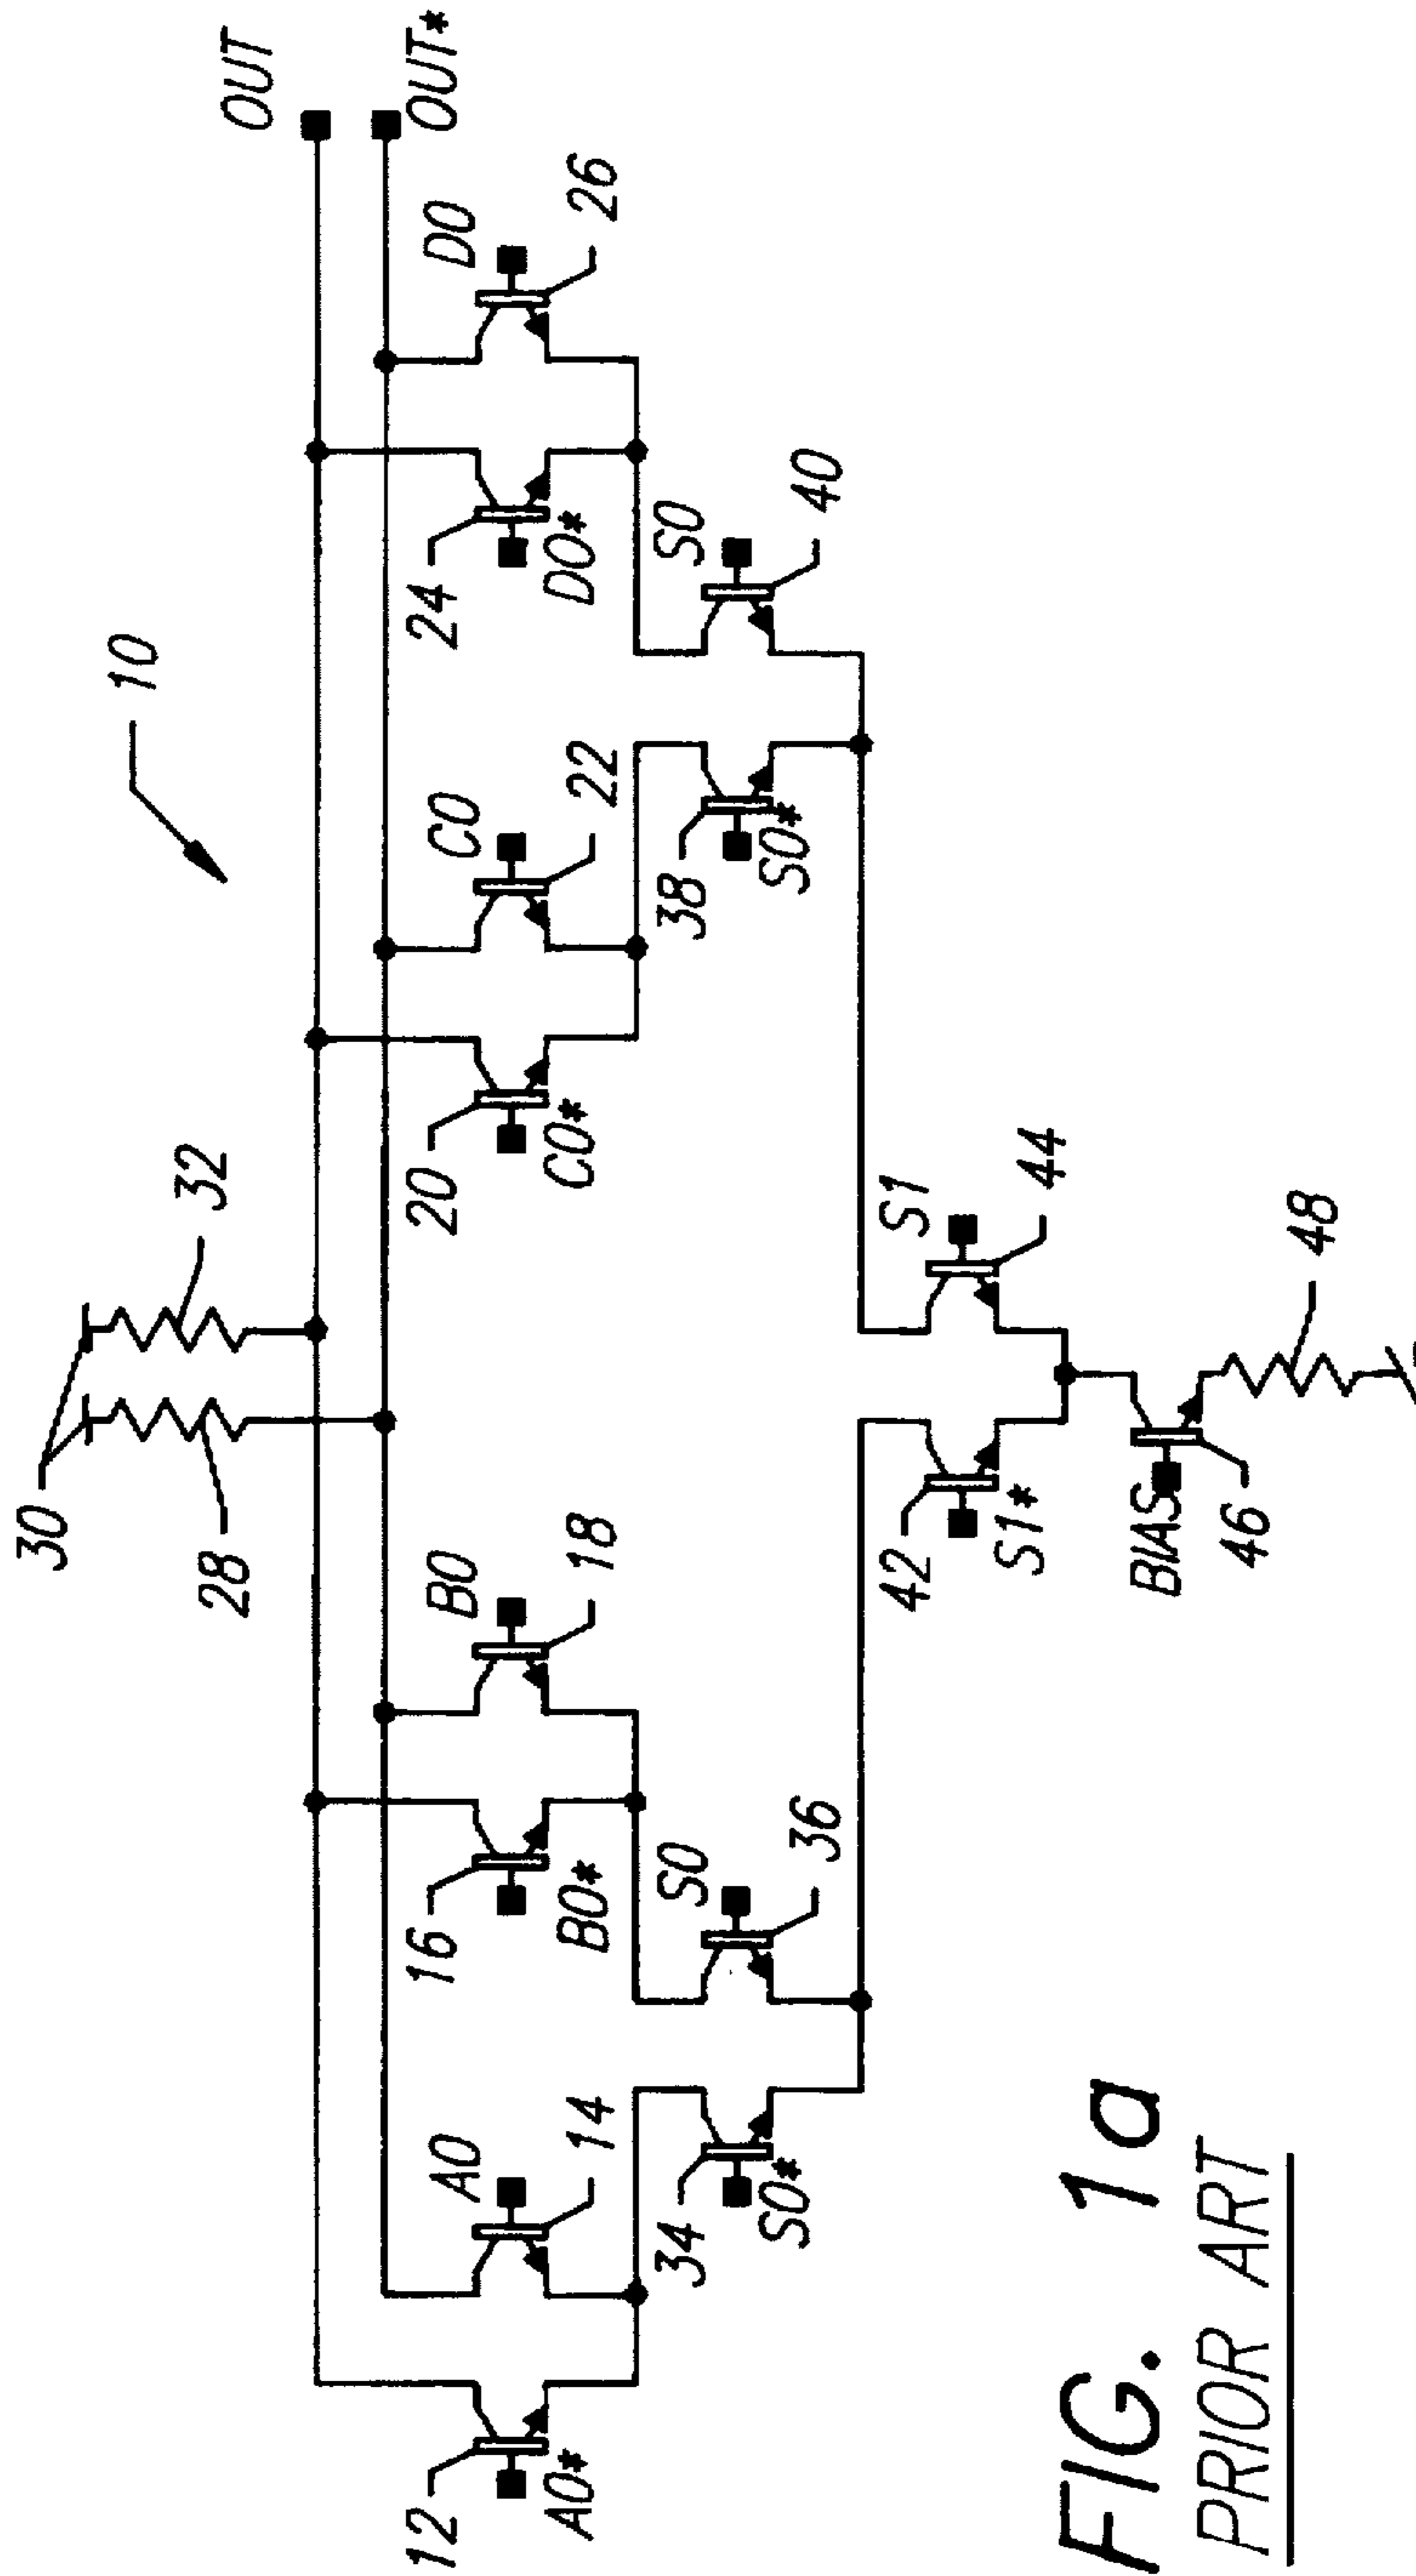 10
30
28
32
OUT
OUT*
12
A0*
A0
14
16
B0*
B0
18
20
C0*
C0
22
24
D0*
D0
26
34
S0*
S0
36
38
S0*
S0
40
42
S1*
S1
44
BIAS
46
48
FIG. 1a
PRIOR ART